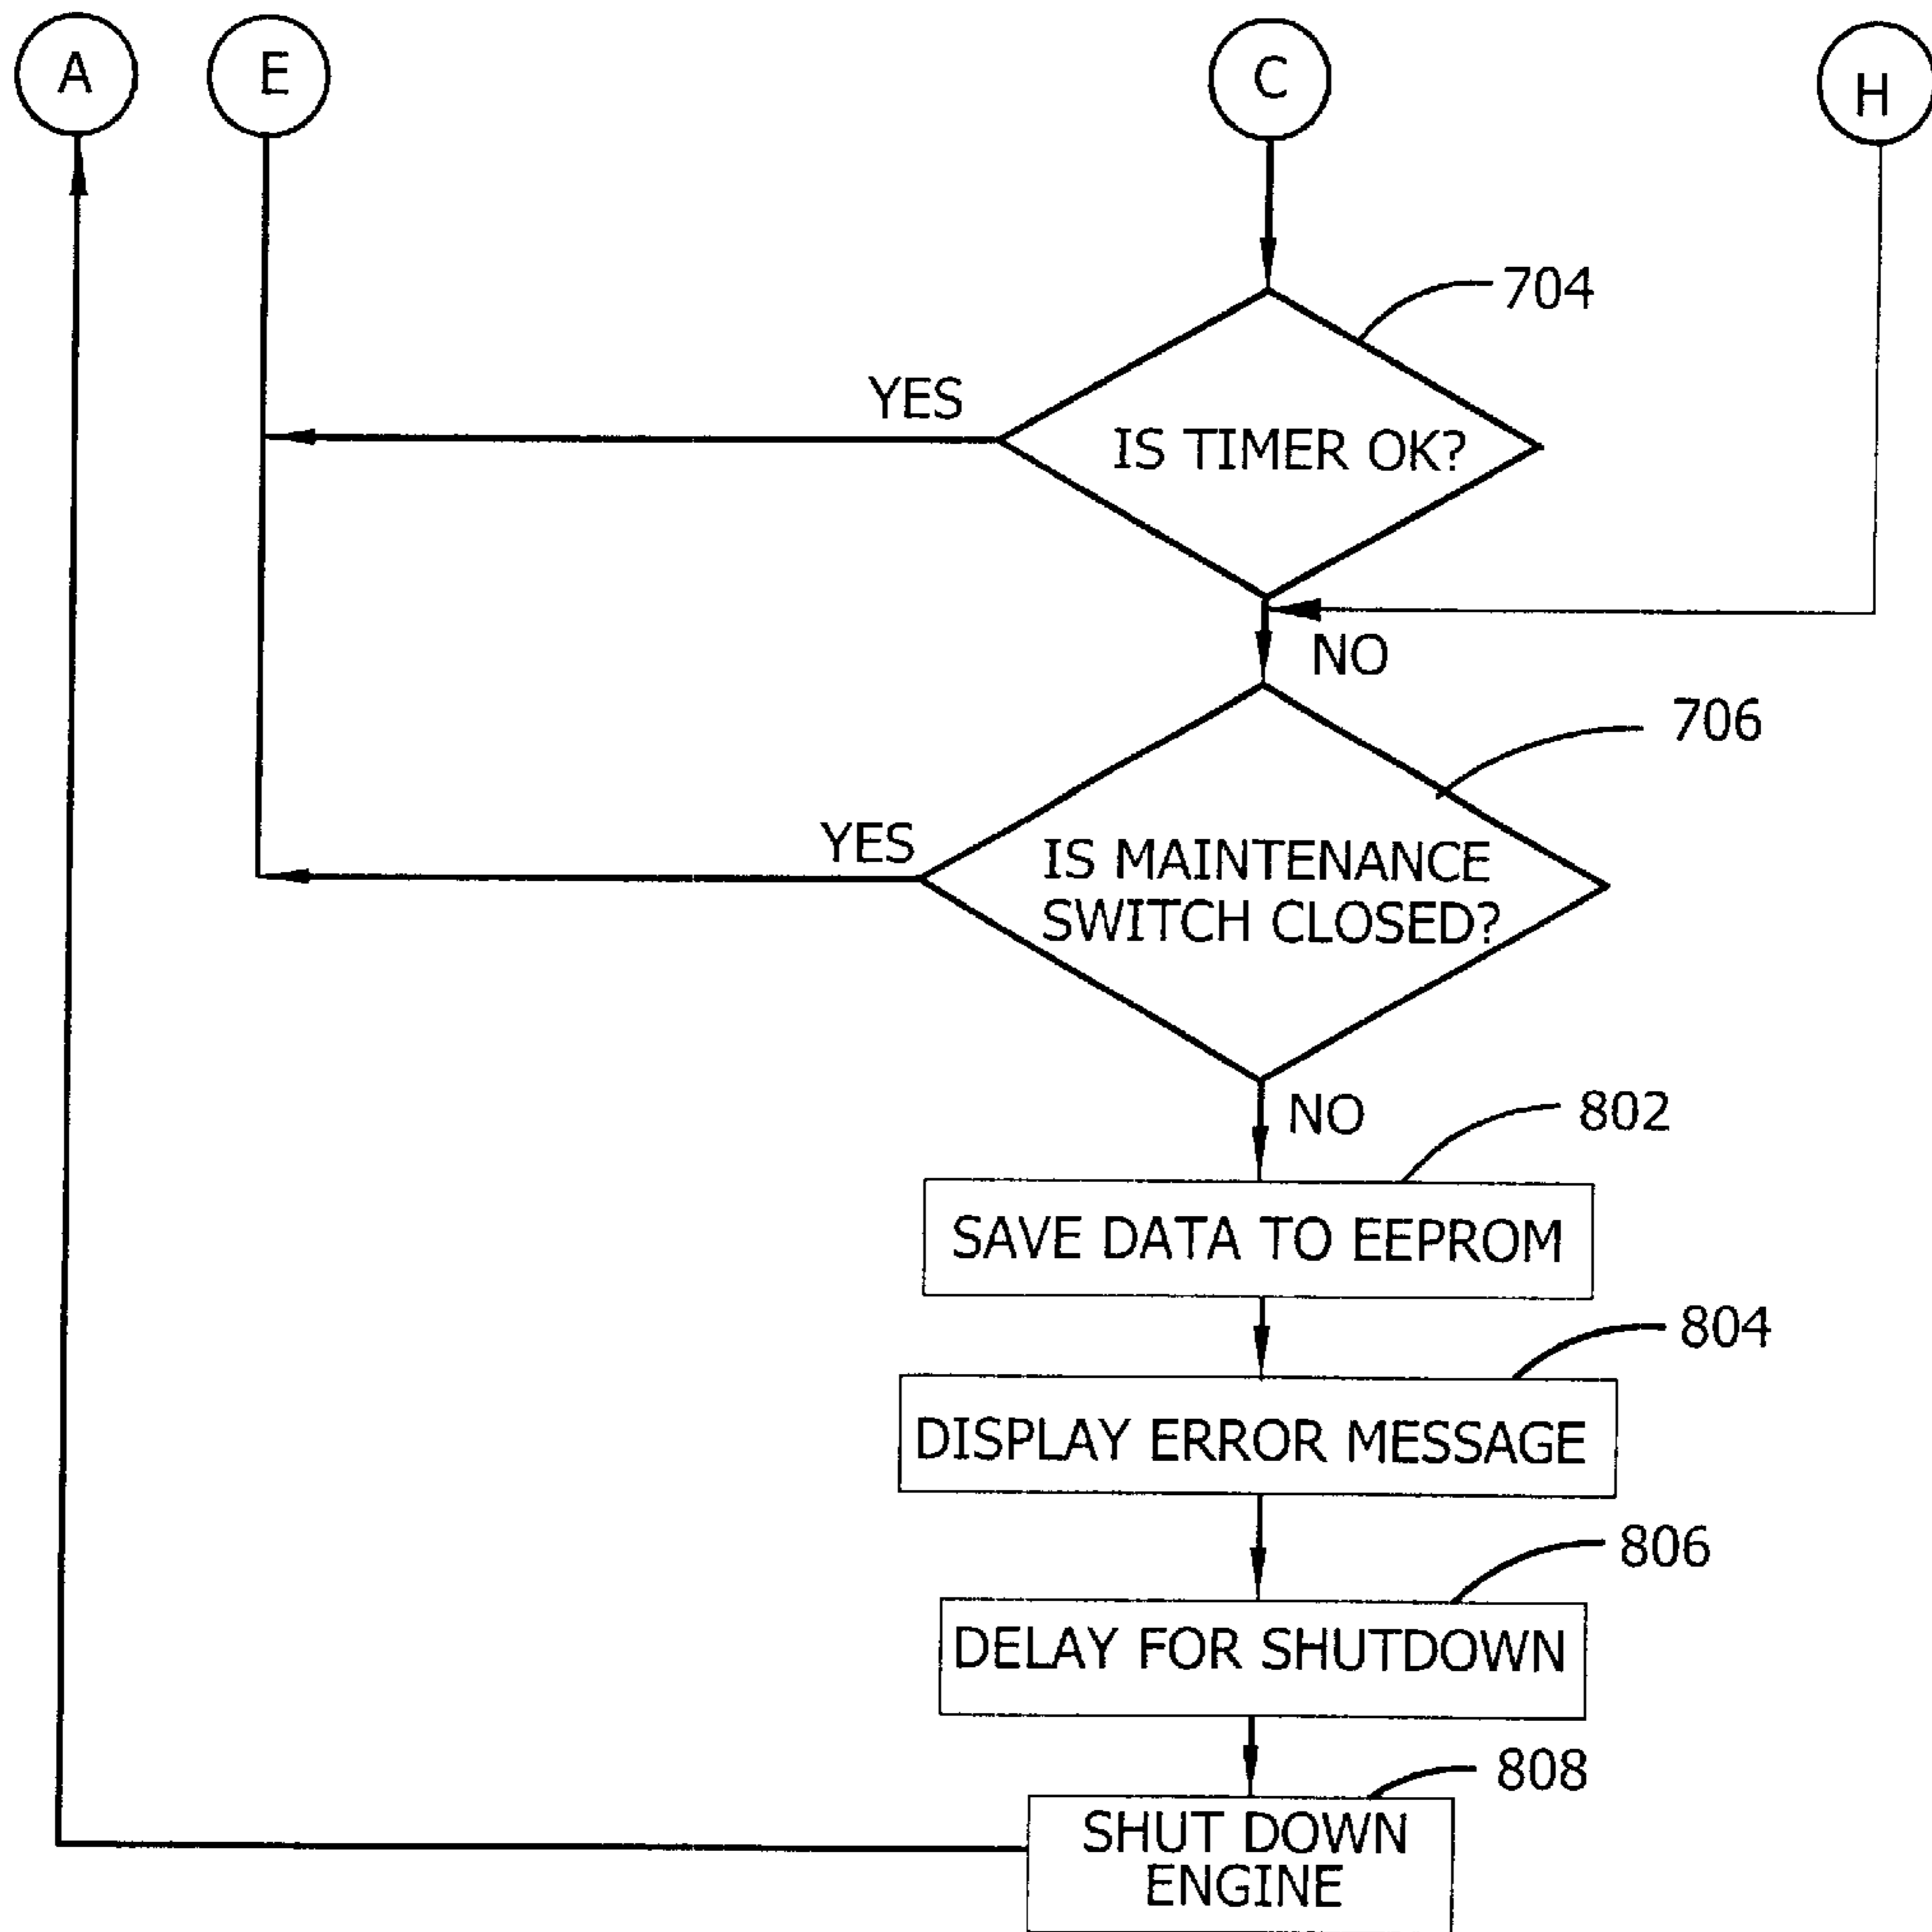 A
E
C
H
704
YES
IS TIMER OK?
NO
706
YES
IS MAINTENANCE
SWITCH CLOSED?
NO
802
SAVE DATA TO EEPROM
804
DISPLAY ERROR MESSAGE
806
DELAY FOR SHUTDOWN
808
SHUT DOWN
ENGINE